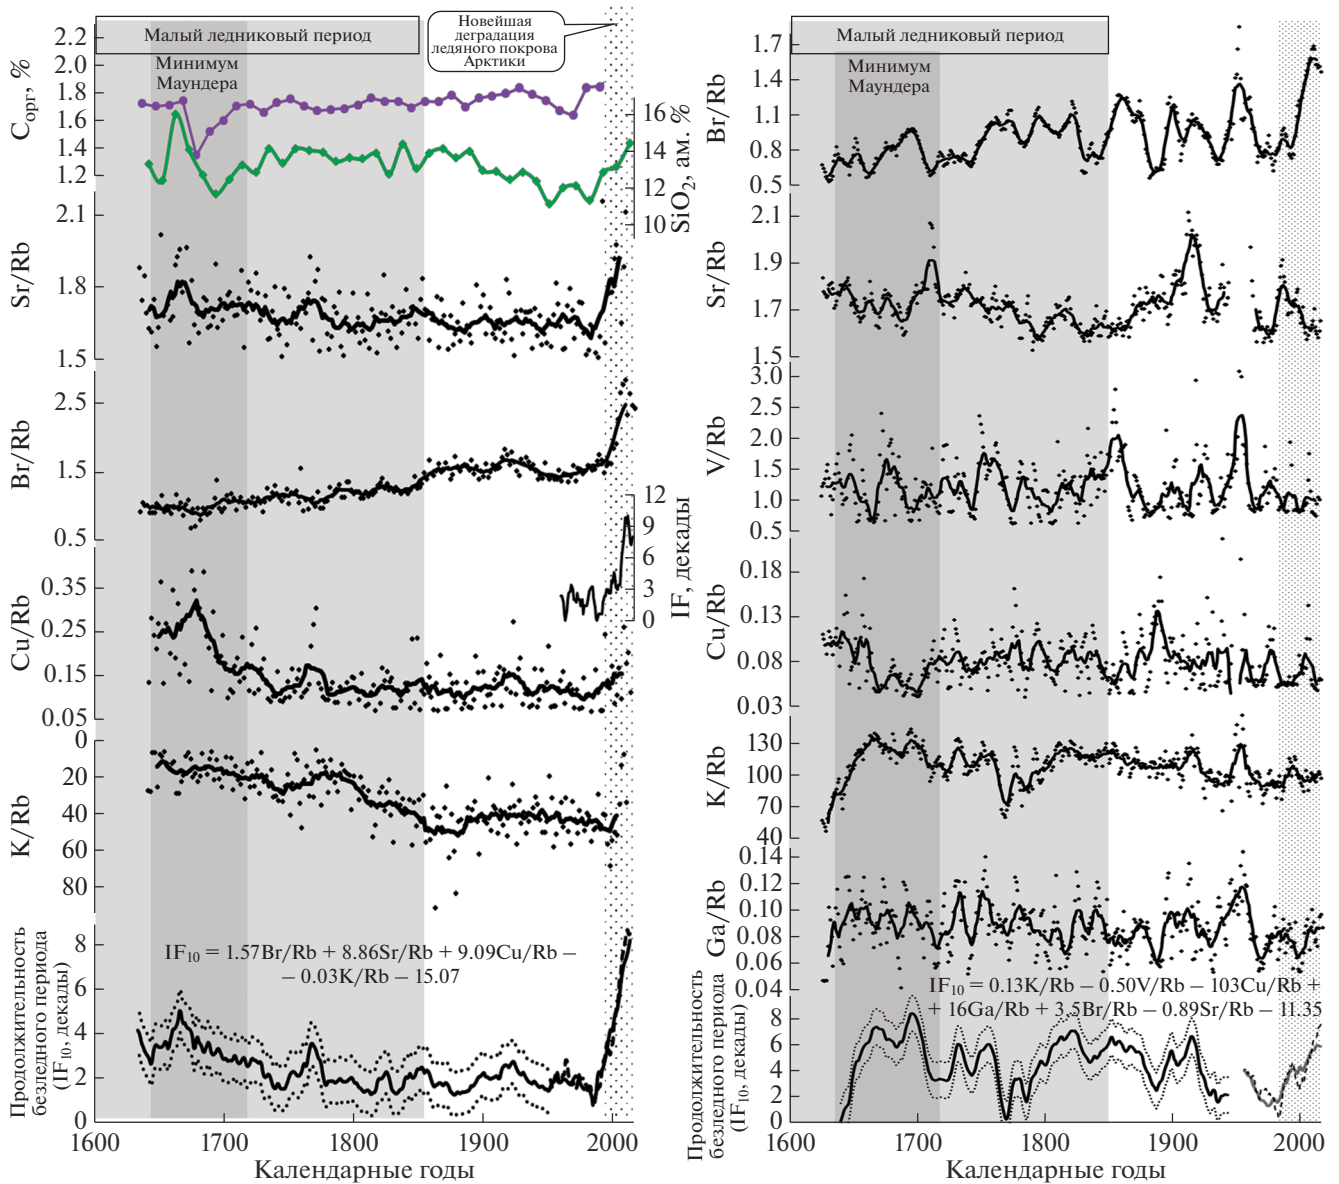 Малый ледниковый период
Минимум
Маундера
Новейшая
деградация
ледяного покрова
Арктики
Cорг, %
2.2
2.0
1.8
1.6
1.4
1.2
SiO2, ам. %
16
14
12
10
Sr/Rb
2.1
1.8
1.5
Br/Rb
2.5
1.5
0.5
IF, декады
12
9
6
3
0
Cu/Rb
0.35
0.25
0.15
0.05
K/Rb
0
20
40
60
80
Продолжительность
безледного периода
(IF10, декады)
8
6
4
2
0
IF10 = 1.57Br/Rb + 8.86Sr/Rb + 9.09Cu/Rb −
− 0.03K/Rb − 15.07
1600 1700 1800 1900 2000
Календарные годы
Малый ледниковый период
Минимум
Маундера
Br/Rb
1.7
1.4
1.1
0.8
0.5
Sr/Rb
2.1
1.9
1.7
1.5
V/Rb
3.0
2.5
2.0
1.5
1.0
0.5
Cu/Rb
0.18
0.13
0.08
0.03
K/Rb
130
100
70
40
Ga/Rb
0.14
0.12
0.10
0.08
0.06
0.04
Продолжительность
безледного периода
(IF10, декады)
8
6
4
2
0
IF10 = 0.13K/Rb − 0.50V/Rb − 103Cu/Rb +
+ 16Ga/Rb + 3.5Br/Rb − 0.89Sr/Rb − 11.35
1600 1700 1800 1900 2000
Календарные годы